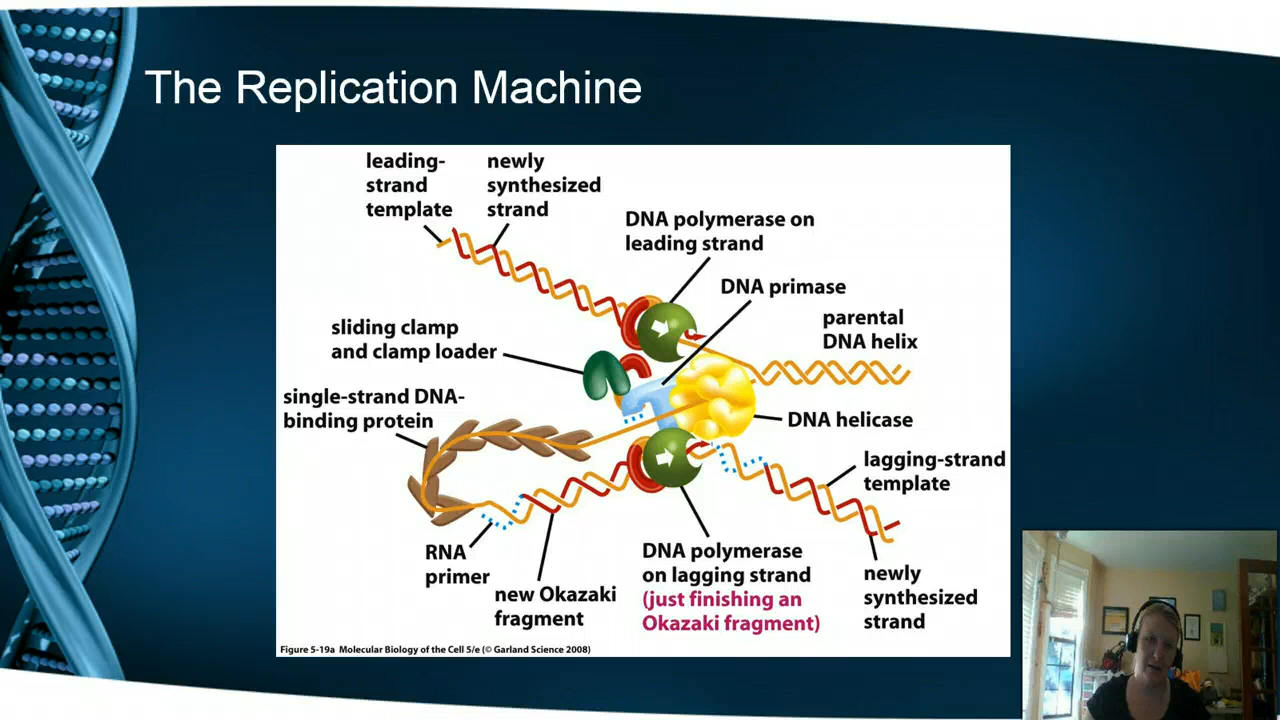 The Replication Machine
leading-
strand
template
newly
synthesized
strand
DNA polymerase on
leading strand
DNA primase
parental
DNA helix
sliding clamp
and clamp loader
single-strand DNA-
binding protein
DNA helicase
lagging-strand
template
RNA
primer
new Okazaki
fragment
DNA polymerase
on lagging strand
(just finishing an
Okazaki fragment)
newly
synthesized
strand
Figure 5-19a Molecular Biology of the Cell 5/e (© Garland Science 2008)